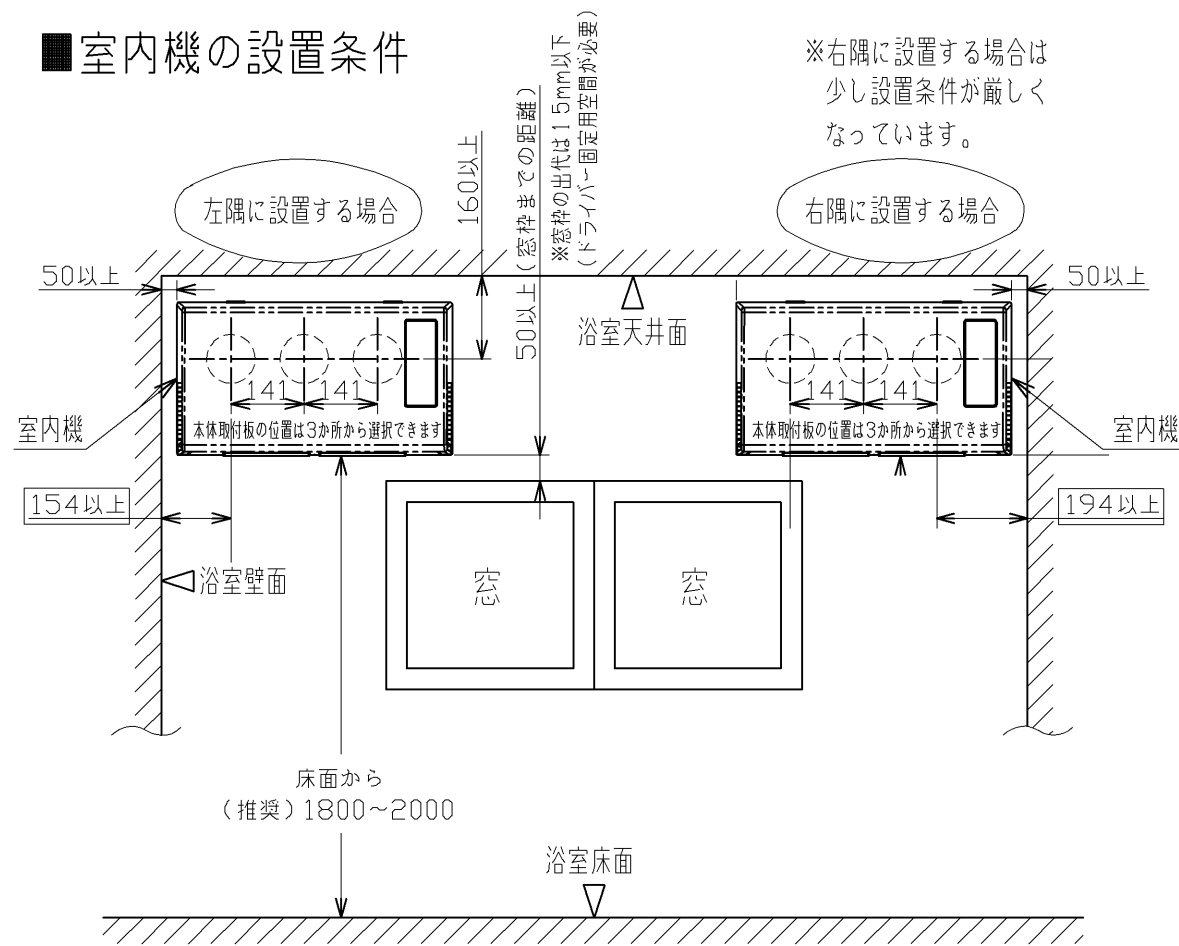 ■室内機の設置条件
※右隅に設置する場合は
少し設置条件が厳しく
なっています。
左隅に設置する場合
160以上
50以上(窓枠までの距離)
※窓枠の出代は15mm以下
(ドライバー固定用空間が必要)
右隅に設置する場合
50以上
50以上
浴室天井面
141
141
141
141
本体取付板の位置は3か所から選択できます
本体取付板の位置は3か所から選択できます
室内機
室内機
154以上
194以上
浴室壁面
窓
窓
床面から
(推奨)1800~2000
浴室床面